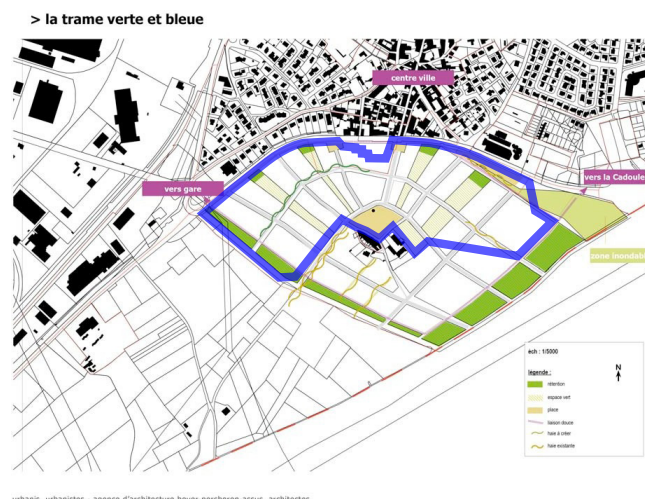 > la trame verte et bleue
centre ville
vers gare
vers la Cadoule
zone inondab
éch : 1/5000
N
légende :
rétention
espace vert
place
liaison douce
haie à créer
haie existante